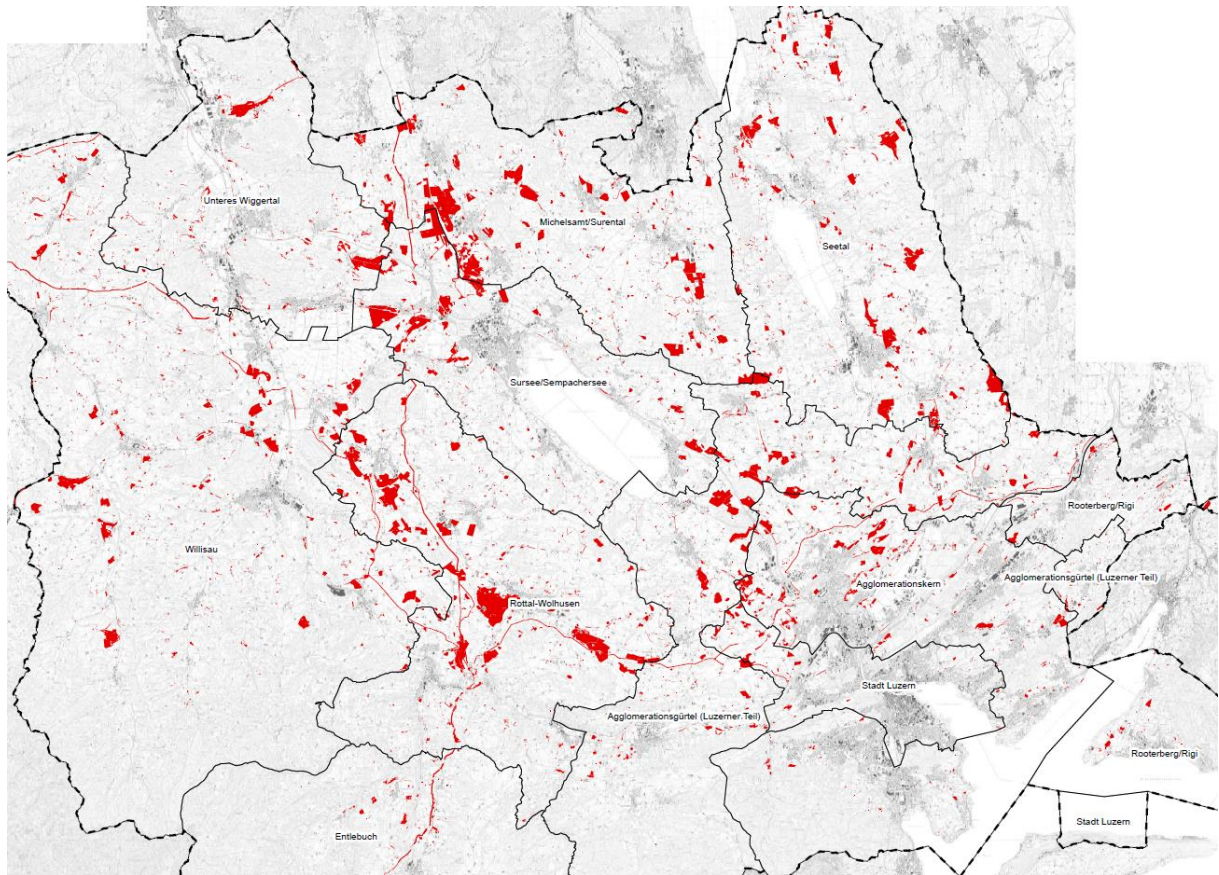 Unteres Wiggertal
Michelsamt/Surental
Seetal
Sursee/Sempachersee
Rooterberg/Rigi
Willisau
Agglomerationsgürtel (Luzerner Teil)
Agglomerationskern
Rottal-Wolhusen
Stadt Luzern
Agglomerationsgürtel (Luzerner Teil)
Rooterberg/Rigi
Stadt Luzern
Entlebuch